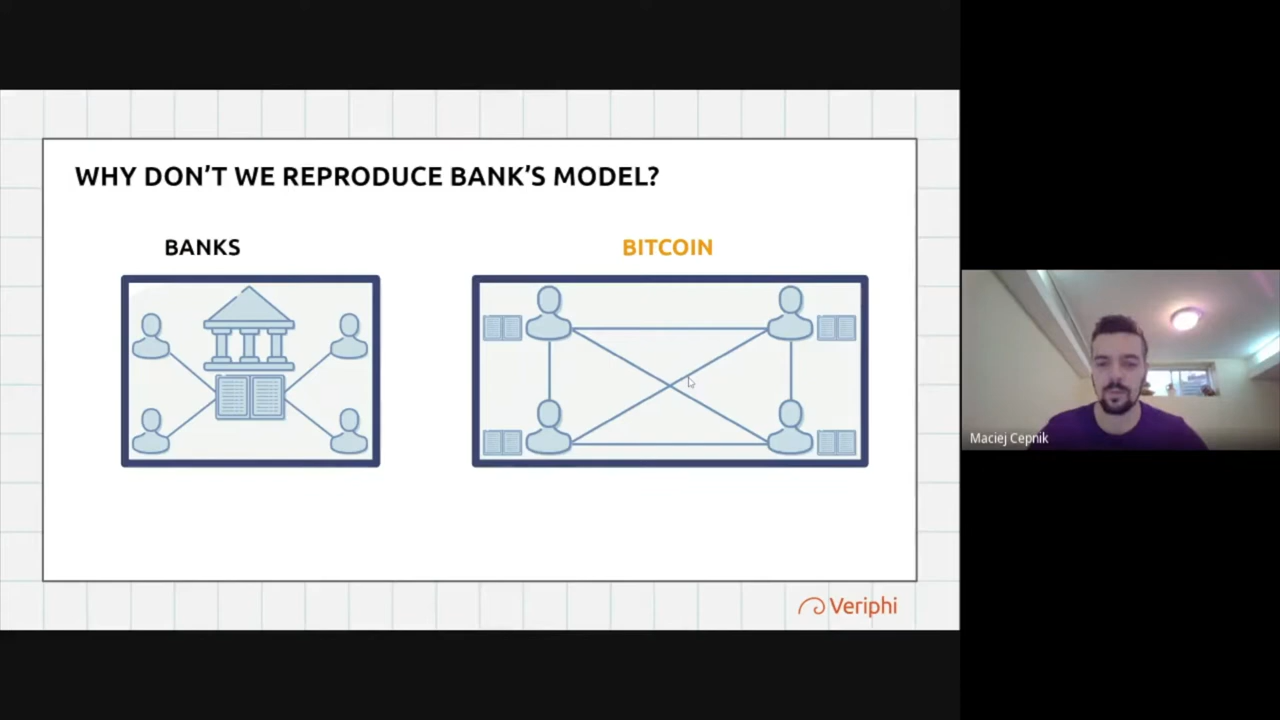 WHY DON'T WE REPRODUCE BANK'S MODEL?
BANKS
BITCOIN
Veriphi
Maciej Cepnik